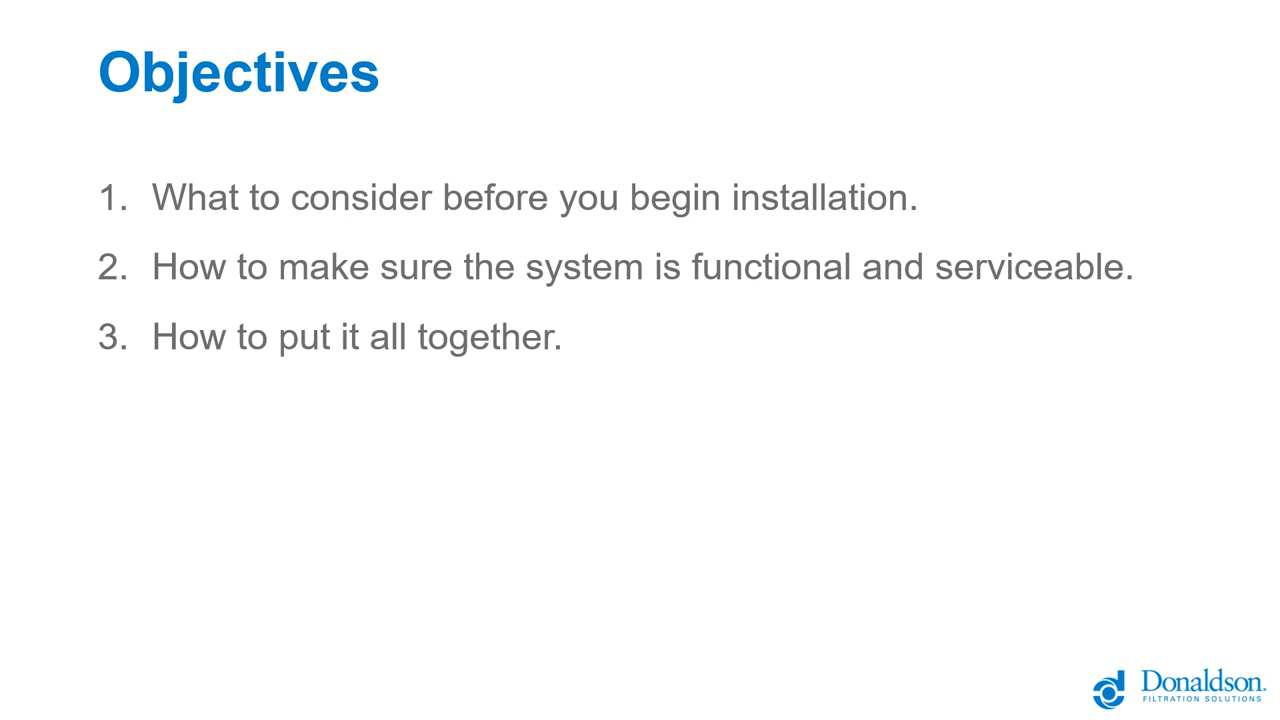 Objectives
1. What to consider before you begin installation.
2. How to make sure the system is functional and serviceable.
3. How to put it all together.
Donaldson.
FILTRATION SOLUTIONS